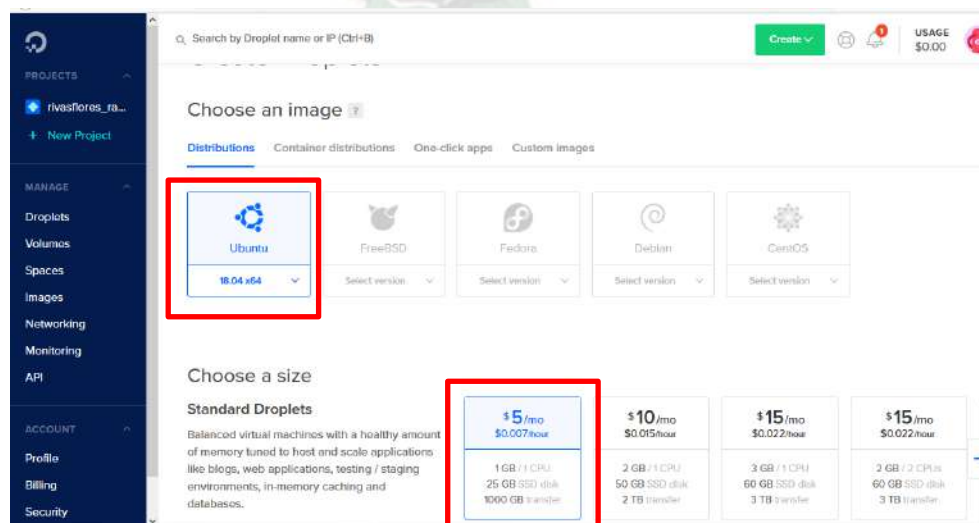 Search by Droplet name or IP (Ctrl+B)
Create
1
USAGE
$0.00
PROJECTS
rivasflores_ra...
+ New Project
MANAGE
Droplets
Volumes
Spaces
Images
Networking
Monitoring
API
ACCOUNT
Profile
Billing
Security
Choose an image ?
Distributions Container distributions One-click apps Custom images
Ubuntu
18.04 x64
FreeBSD
Select version
Fedora
Select version
Debian
Select version
CentOS
Select version
Choose a size
Standard Droplets
Balanced virtual machines with a healthy amount
of memory tuned to host and scale applications
like blogs, web applications, testing / staging
environments, in-memory caching and
databases.
$5/mo
$0.007/hour
1 GB / 1 CPU
25 GB SSD disk
1000 GB transfer
$10/mo
$0.015/hour
2 GB / 1 CPU
50 GB SSD disk
2 TB transfer
$15/mo
$0.022/hour
3 GB / 1 CPU
60 GB SSD disk
3 TB transfer
$15/mo
$0.022/hour
2 GB / 2 CPUs
60 GB SSD disk
3 TB transfer